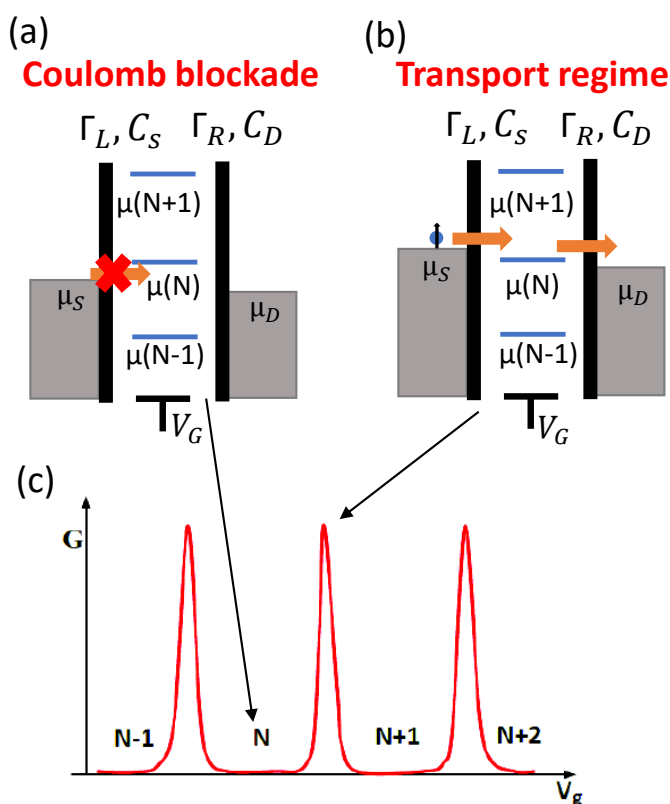 (a)
Coulomb blockade
Γ_L, C_S
Γ_R, C_D
μ(N+1)
μ_S
μ(N)
μ_D
μ(N-1)
V_G
(b)
Transport regime
Γ_L, C_S
Γ_R, C_D
μ(N+1)
μ_S
μ(N)
μ_D
μ(N-1)
V_G
(c)
G
N-1
N
N+1
N+2
V_g